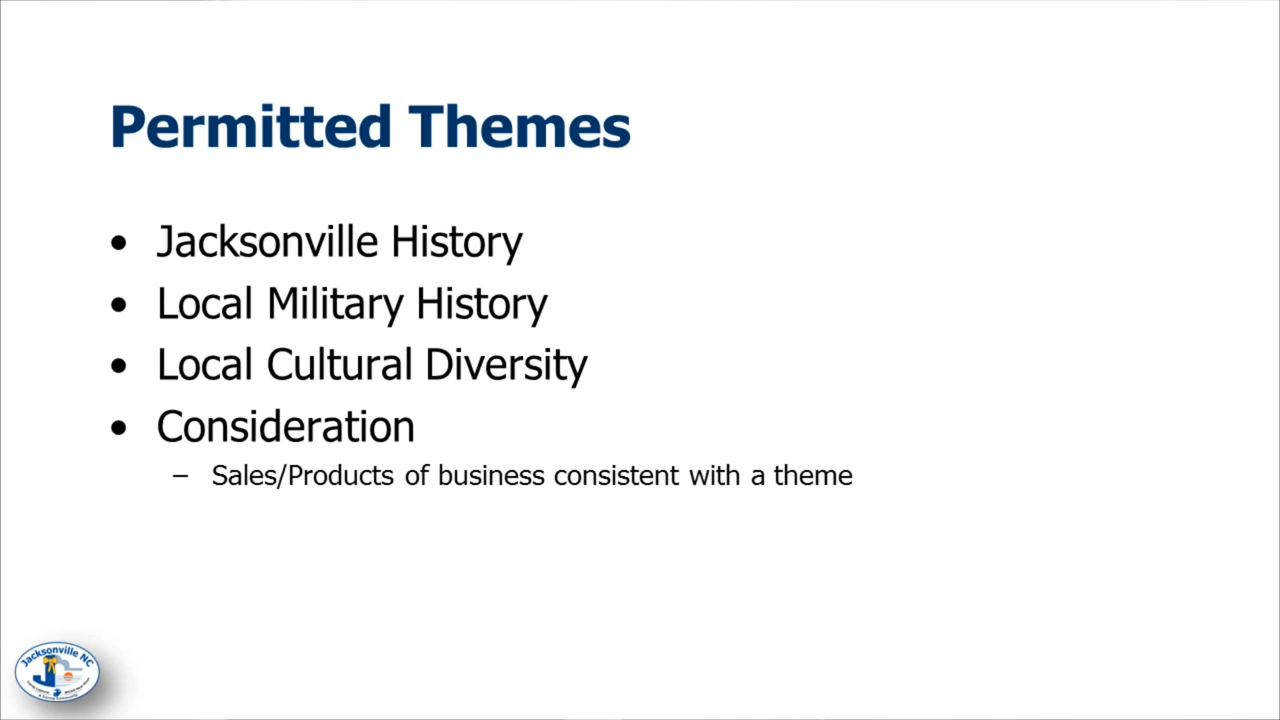 Permitted Themes
• Jacksonville History
• Local Military History
• Local Cultural Diversity
• Consideration
– Sales/Products of business consistent with a theme
Jacksonville NC